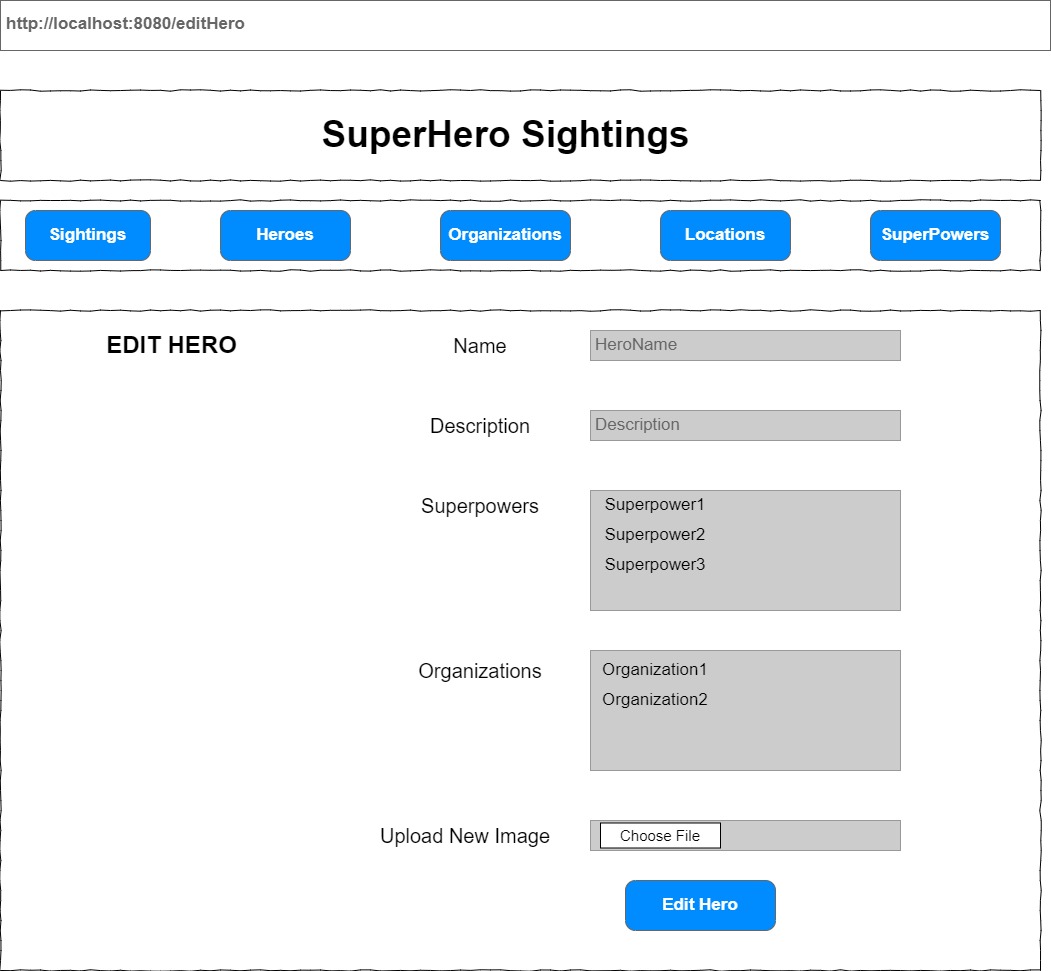 http://localhost:8080/editHero
SuperHero Sightings
Sightings Heroes Organizations Locations SuperPowers
EDIT HERO
Name HeroName
Description Description
Superpowers Superpower1
Superpower2
Superpower3
Organizations Organization1
Organization2
Upload New Image Choose File
Edit Hero